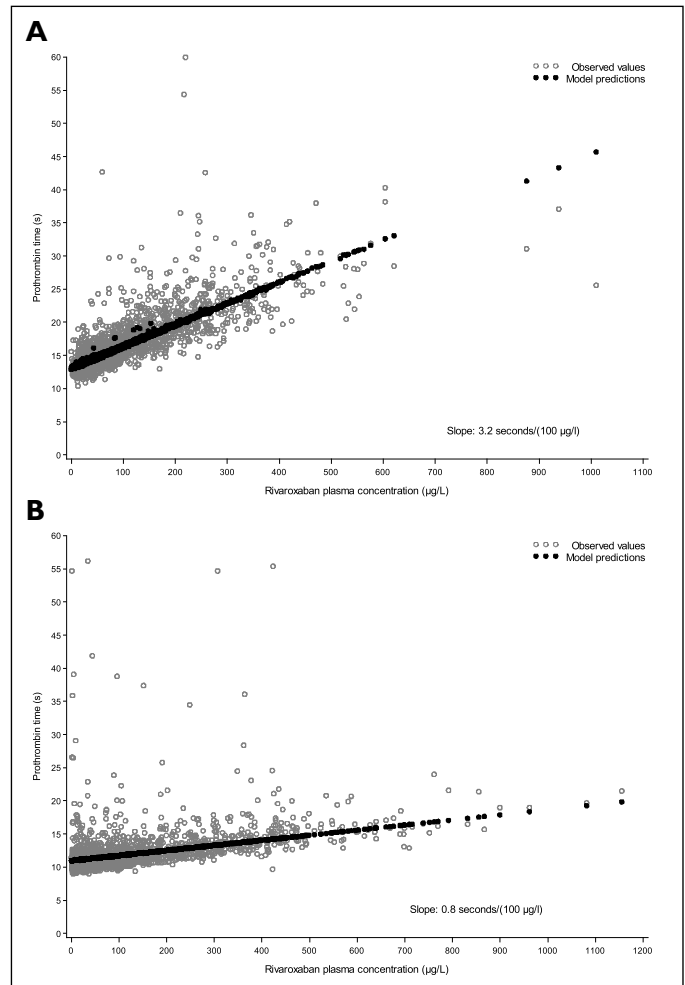 A
60
55
50
45
40
35
30
25
20
15
10
5
0
Prothrombin time (s)
Observed values
Model predictions
Slope: 3.2 seconds/(100 µg/l)
0 100 200 300 400 500 600 700 800 900 1000 1100
Rivaroxaban plasma concentration (µg/L)
B
60
55
50
45
40
35
30
25
20
15
10
5
0
Prothrombin time (s)
Observed values
Model predictions
Slope: 0.8 seconds/(100 µg/l)
0 100 200 300 400 500 600 700 800 900 1000 1100 1200
Rivaroxaban plasma concentration (µg/L)